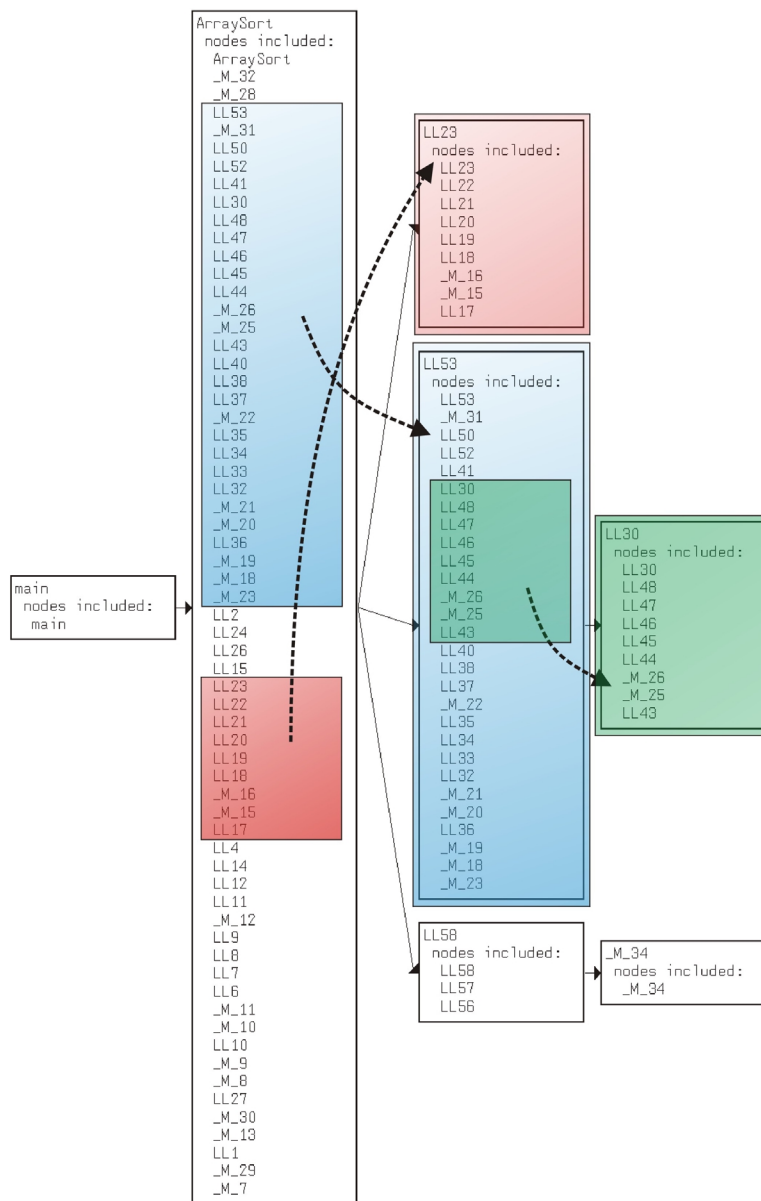 main
nodes included:
main
ArraySort
nodes included:
ArraySort
_M_32
_M_28
LL53
_M_31
LL50
LL52
LL41
LL30
LL48
LL47
LL46
LL45
LL44
_M_26
_M_25
LL43
LL40
LL38
LL37
_M_22
LL35
LL34
LL33
LL32
_M_21
_M_20
LL36
_M_19
_M_18
_M_23
LL2
LL24
LL26
LL15
LL23
LL22
LL21
LL20
LL19
LL18
_M_16
_M_15
LL17
LL4
LL14
LL12
LL11
_M_12
LL9
LL8
LL7
LL6
_M_11
_M_10
LL10
_M_9
_M_8
LL27
_M_30
_M_13
LL1
_M_29
_M_7
LL23
nodes included:
LL23
LL22
LL21
LL20
LL19
LL18
_M_16
_M_15
LL17
LL53
nodes included:
LL53
_M_31
LL50
LL52
LL41
LL30
LL48
LL47
LL46
LL45
LL44
_M_26
_M_25
LL43
LL40
LL38
LL37
_M_22
LL35
LL34
LL33
LL32
_M_21
_M_20
LL36
_M_19
_M_18
_M_23
LL58
nodes included:
LL58
LL57
LL56
LL30
nodes included:
LL30
LL48
LL47
LL46
LL45
LL44
_M_26
_M_25
LL43
_M_34
nodes included:
_M_34